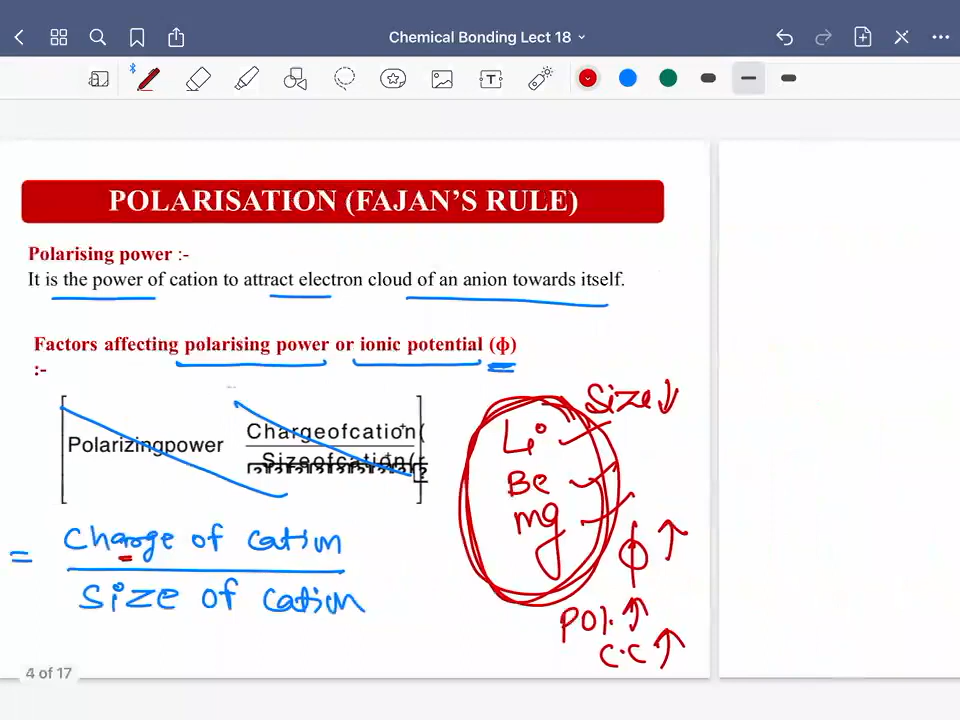 Chemical Bonding Lect 18
POLARISATION (FAJAN'S RULE)
Polarising power :-
It is the power of cation to attract electron cloud of an anion towards itself.
Factors affecting polarising power or ionic potential (ϕ)
:-
Polarizingpower
Chargeofcation(
Sizeofcation(r
= Charge of cation
Size of cation
Size ↓
Li
Be
mg
ϕ ↑
Pol. ↑
C.C ↑
4 of 17